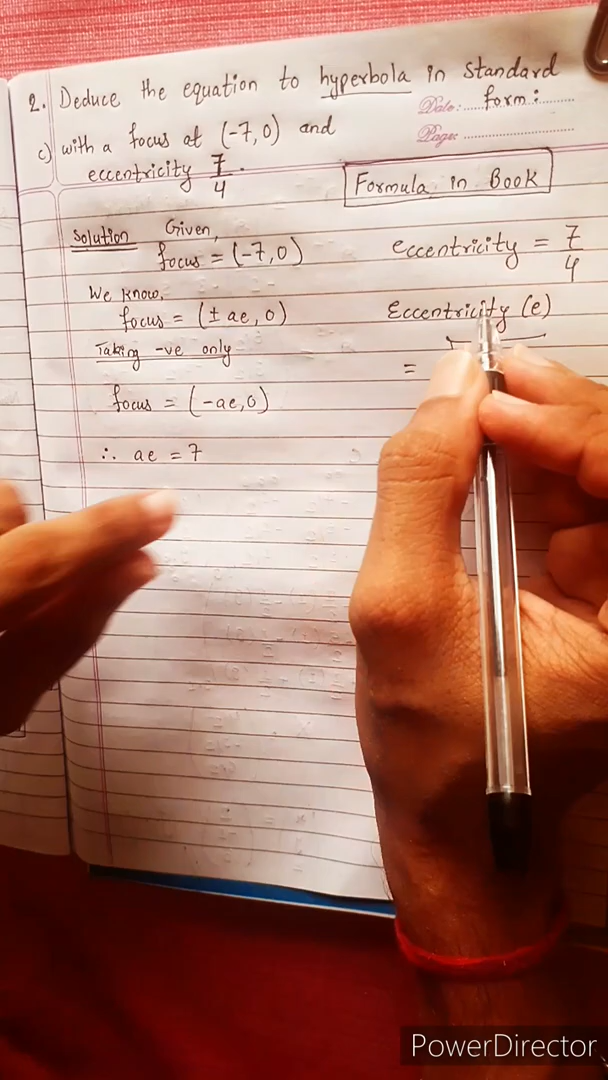 2. Deduce the equation to hyperbola in standard
form :
Date:
Page:
c) with a focus at (-7,0) and
eccentricity 7/4.
Formula in Book
Solution Given,
focus = (-7,0)
We know,
focus = (± ae, 0)
Taking -ve only
focus = (-ae,0)
∴ ae = 7
eccentricity = 7/4
Eccentricity (e)
=
PowerDirector